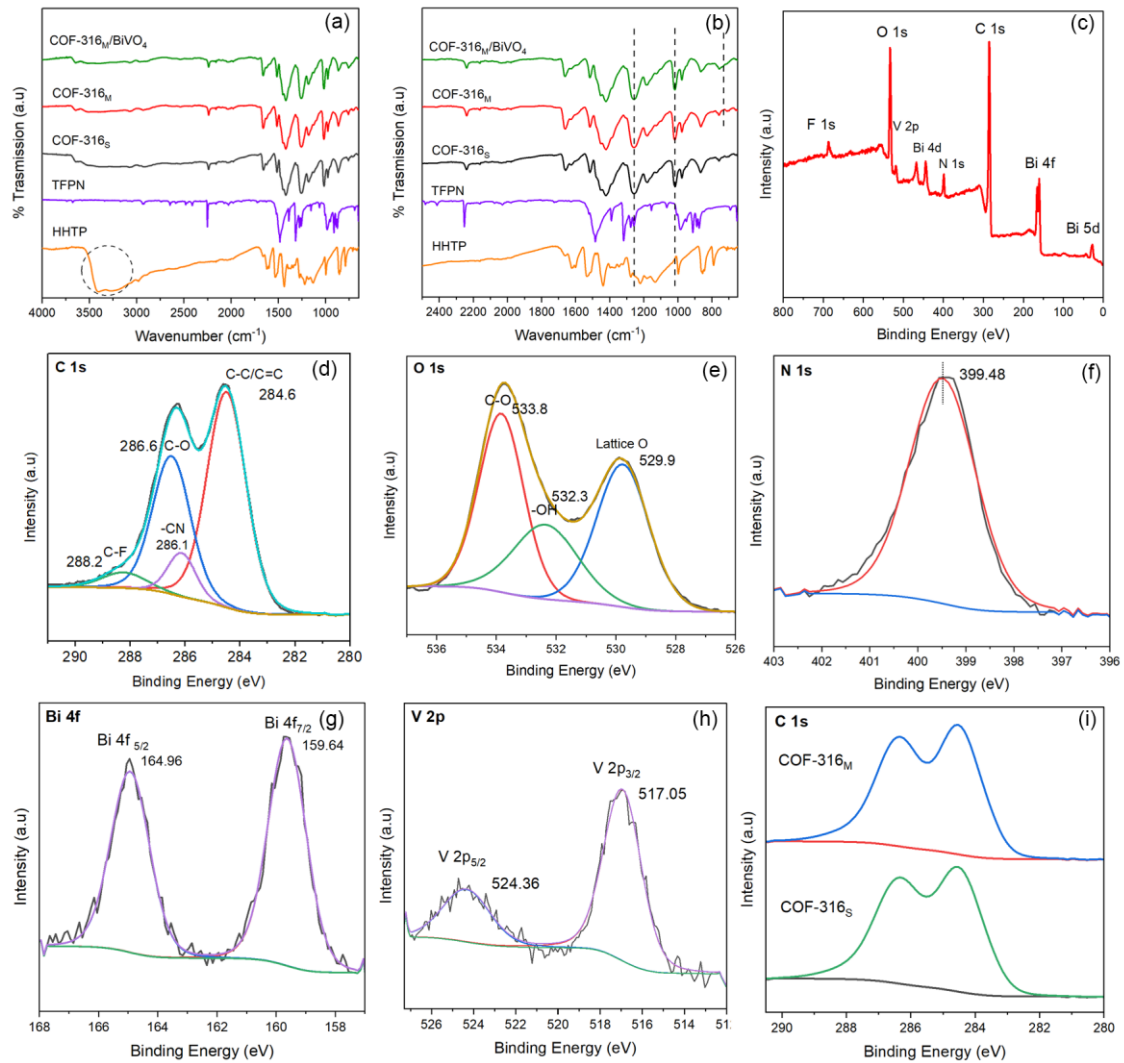 (a)
COF-316M/BiVO4
COF-316M
COF-316S
TFPN
HHTP
% Trasmission (a.u)
4000 3500 3000 2500 2000 1500 1000
Wavenumber (cm-1)
(b)
COF-316M/BiVO4
COF-316M
COF-316S
TFPN
HHTP
% Trasmission (a.u)
2400 2200 2000 1800 1600 1400 1200 1000 800
Wavenumber (cm-1)
(c)
O 1s
C 1s
F 1s
V 2p
Bi 4d
N 1s
Bi 4f
Bi 5d
Intensity (a.u)
800 700 600 500 400 300 200 100 0
Binding Energy (eV)
C 1s
(d)
C-C/C=C
284.6
286.6 C-O
-CN
286.1
288.2 C-F
Intensity (a.u)
290 288 286 284 282 280
Binding Energy (eV)
O 1s
(e)
C-O 533.8
Lattice O
529.9
532.3
-OH
Intensity (a.u)
536 534 532 530 528 526
Binding Energy (eV)
N 1s
(f)
399.48
Intensity (a.u)
403 402 401 400 399 398 397 396
Binding Energy (eV)
Bi 4f
(g)
Bi 4f7/2
159.64
Bi 4f 5/2
164.96
Intensity (a.u)
168 166 164 162 160 158
Binding Energy (eV)
V 2p
(h)
V 2p3/2
517.05
V 2p5/2
524.36
Intensity (a.u)
526 524 522 520 518 516 514
Binding Energy (eV)
C 1s
(i)
COF-316M
COF-316S
Intensity (a.u)
290 288 286 284 282 280
Binding Energy (eV)